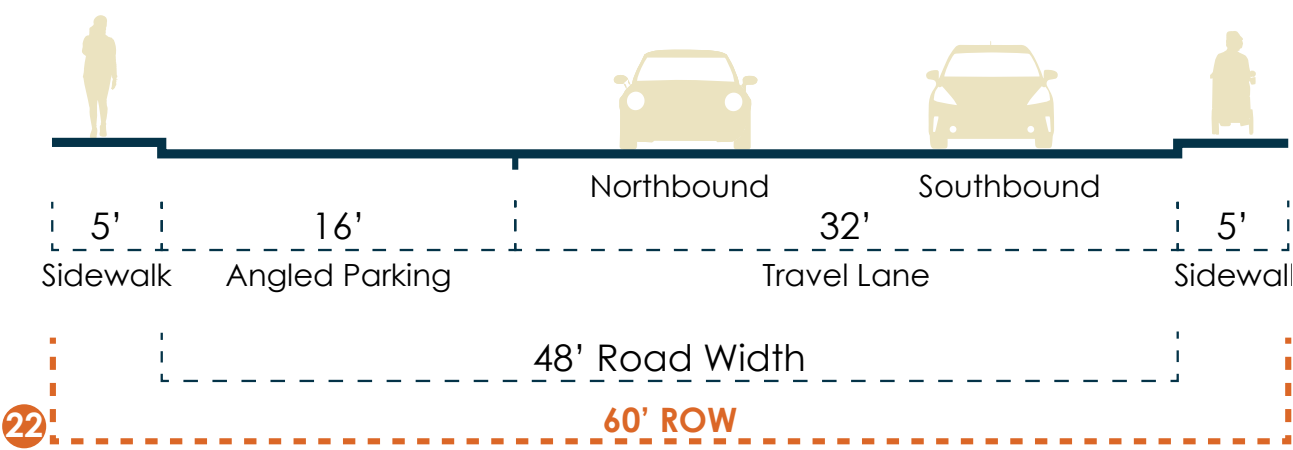 Northbound Southbound
5’ 16’ 32’ 5’
Sidewalk Angled Parking Travel Lane Sidewal
48’ Road Width
22 60’ ROW